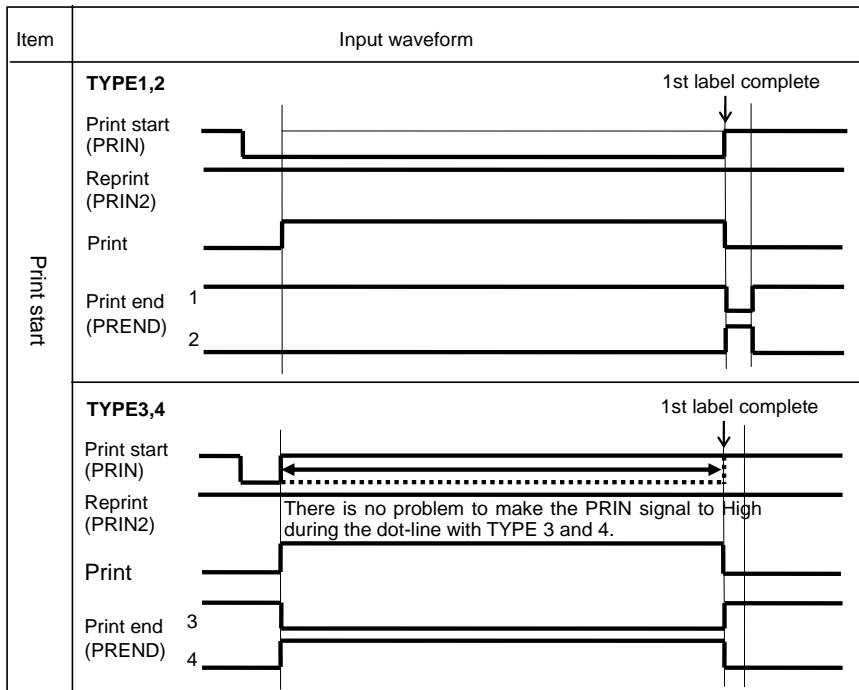 Item
Input waveform
Print start
TYPE1,2
1st label complete
Print start
(PRIN)
Reprint
(PRIN2)
Print
Print end
(PREND)
1
2
TYPE3,4
1st label complete
Print start
(PRIN)
Reprint
(PRIN2)
There is no problem to make the PRIN signal to High
during the dot-line with TYPE 3 and 4.
Print
Print end
(PREND)
3
4